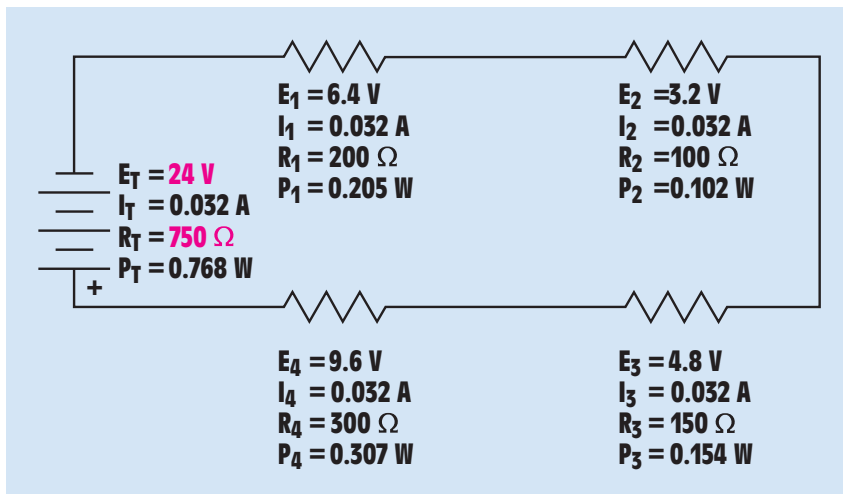 E1 = 6.4 V
I1 = 0.032 A
R1 = 200 Ω
P1 = 0.205 W
E2 =3.2 V
I2 =0.032 A
R2 =100 Ω
P2 =0.102 W
ET = 24 V
IT = 0.032 A
RT = 750 Ω
PT = 0.768 W
+
E4 = 9.6 V
I4 = 0.032 A
R4 = 300 Ω
P4 = 0.307 W
E3 = 4.8 V
I3 = 0.032 A
R3 = 150 Ω
P3 = 0.154 W